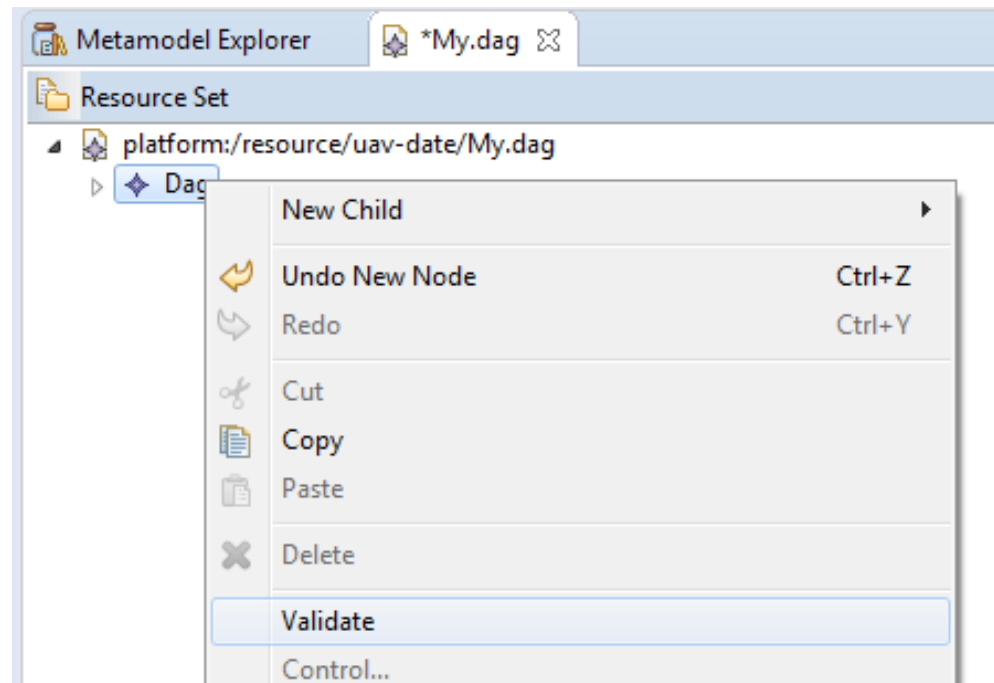 Metamodel Explorer
*My.dag
Resource Set
platform:/resource/uav-date/My.dag
Dag
New Child
Undo New Node Ctrl+Z
Redo Ctrl+Y
Cut
Copy
Paste
Delete
Validate
Control...